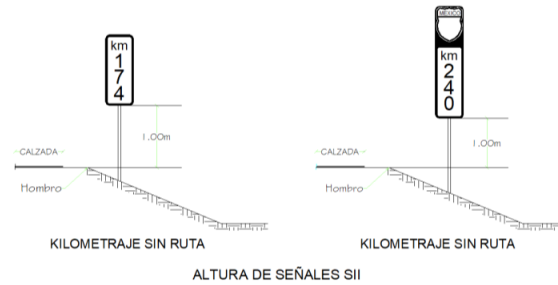 km
1
7
4
1.00m
CALZADA
Hombro
KILOMETRAJE SIN RUTA
MÉXICO
km
2
4
0
1.00m
CALZADA
Hombro
KILOMETRAJE SIN RUTA
ALTURA DE SEÑALES SII